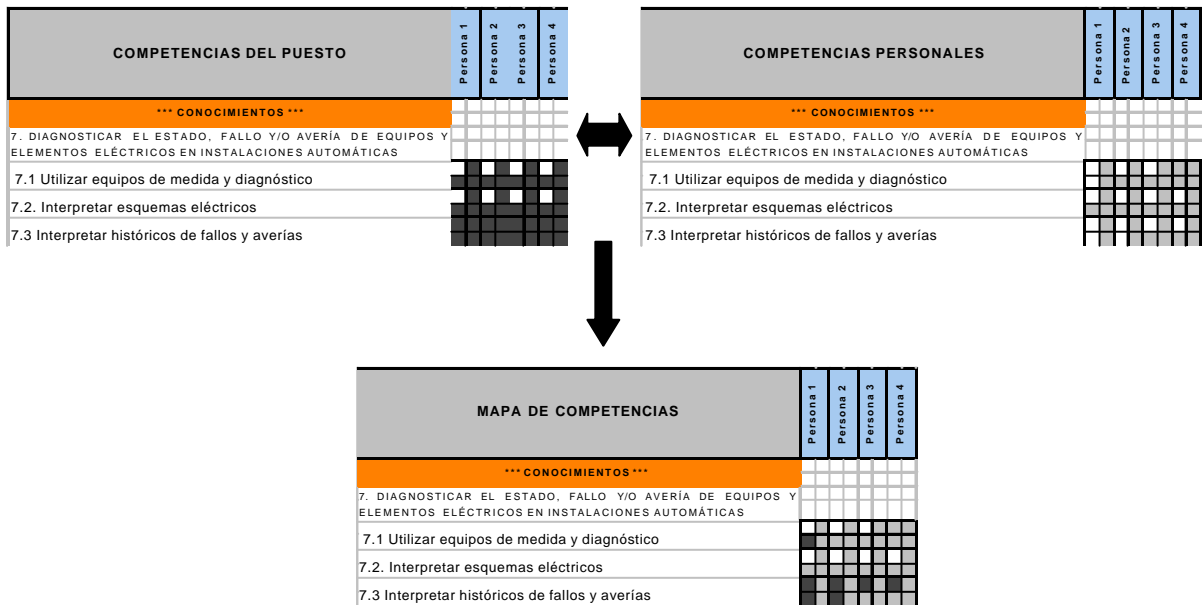 COMPETENCIAS DEL PUESTO
Persona 1
Persona 2
Persona 3
Persona 4
*** CONOCIMIENTOS ***
7. DIAGNOSTICAR EL ESTADO, FALLO Y/O AVERÍA DE EQUIPOS Y
ELEMENTOS ELÉCTRICOS EN INSTALACIONES AUTOMÁTICAS
7.1 Utilizar equipos de medida y diagnóstico
7.2. Interpretar esquemas eléctricos
7.3 Interpretar históricos de fallos y averías
COMPETENCIAS PERSONALES
Persona 1
Persona 2
Persona 3
Persona 4
*** CONOCIMIENTOS ***
7. DIAGNOSTICAR EL ESTADO, FALLO Y/O AVERÍA DE EQUIPOS Y
ELEMENTOS ELÉCTRICOS EN INSTALACIONES AUTOMÁTICAS
7.1 Utilizar equipos de medida y diagnóstico
7.2. Interpretar esquemas eléctricos
7.3 Interpretar históricos de fallos y averías
MAPA DE COMPETENCIAS
Persona 1
Persona 2
Persona 3
Persona 4
*** CONOCIMIENTOS ***
7. DIAGNOSTICAR EL ESTADO, FALLO Y/O AVERÍA DE EQUIPOS Y
ELEMENTOS ELÉCTRICOS EN INSTALACIONES AUTOMÁTICAS
7.1 Utilizar equipos de medida y diagnóstico
7.2. Interpretar esquemas eléctricos
7.3 Interpretar históricos de fallos y averías